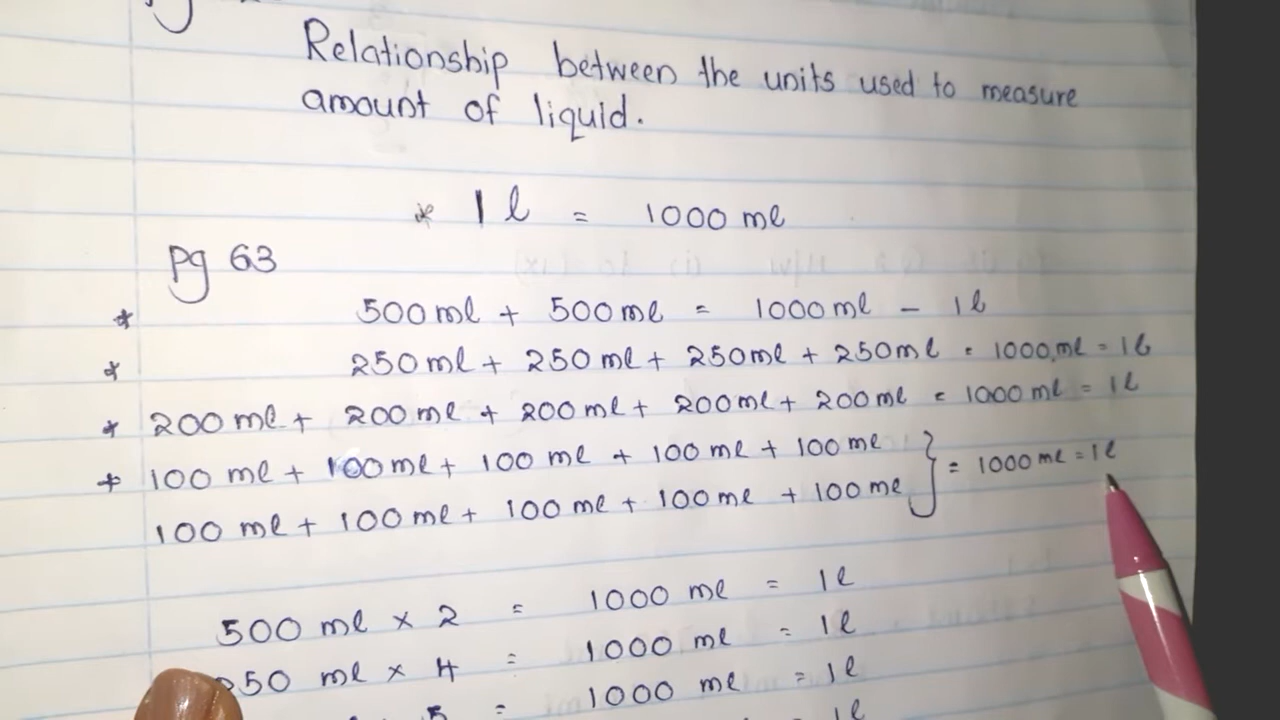 Relationship between the units used to measure
amount of liquid.
* 1 l = 1000 ml
Pg 63
* 500 ml + 500 ml = 1000 ml - 1 l
* 250 ml + 250 ml + 250 ml + 250 ml = 1000 ml = 1 l
* 200 ml + 200 ml + 200 ml + 200 ml + 200 ml = 1000 ml = 1 l
* 100 ml + 100 ml + 100 ml + 100 ml + 100 ml
100 ml + 100 ml + 100 ml + 100 ml + 100 ml } = 1000 ml = 1 l
500 ml × 2 = 1000 ml = 1 l
250 ml × 4 = 1000 ml = 1 l
5 = 1000 ml = 1 l
1 l